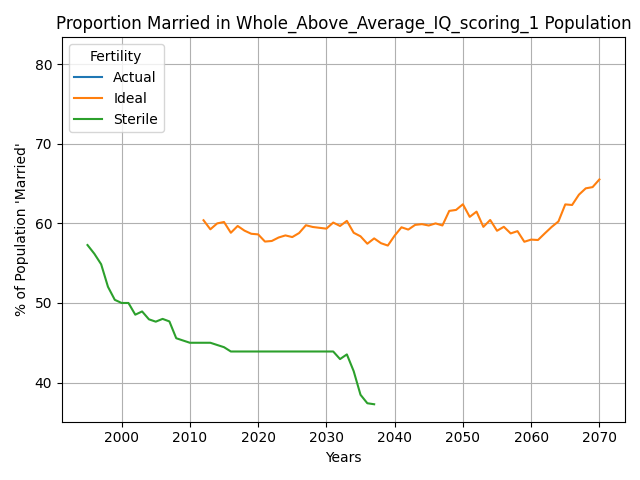 Proportion Married in Whole_Above_Average_IQ_scoring_1 Population
Fertility
Actual
Ideal
Sterile
% of Population 'Married'
80
70
60
50
40
2000 2010 2020 2030 2040 2050 2060 2070
Years